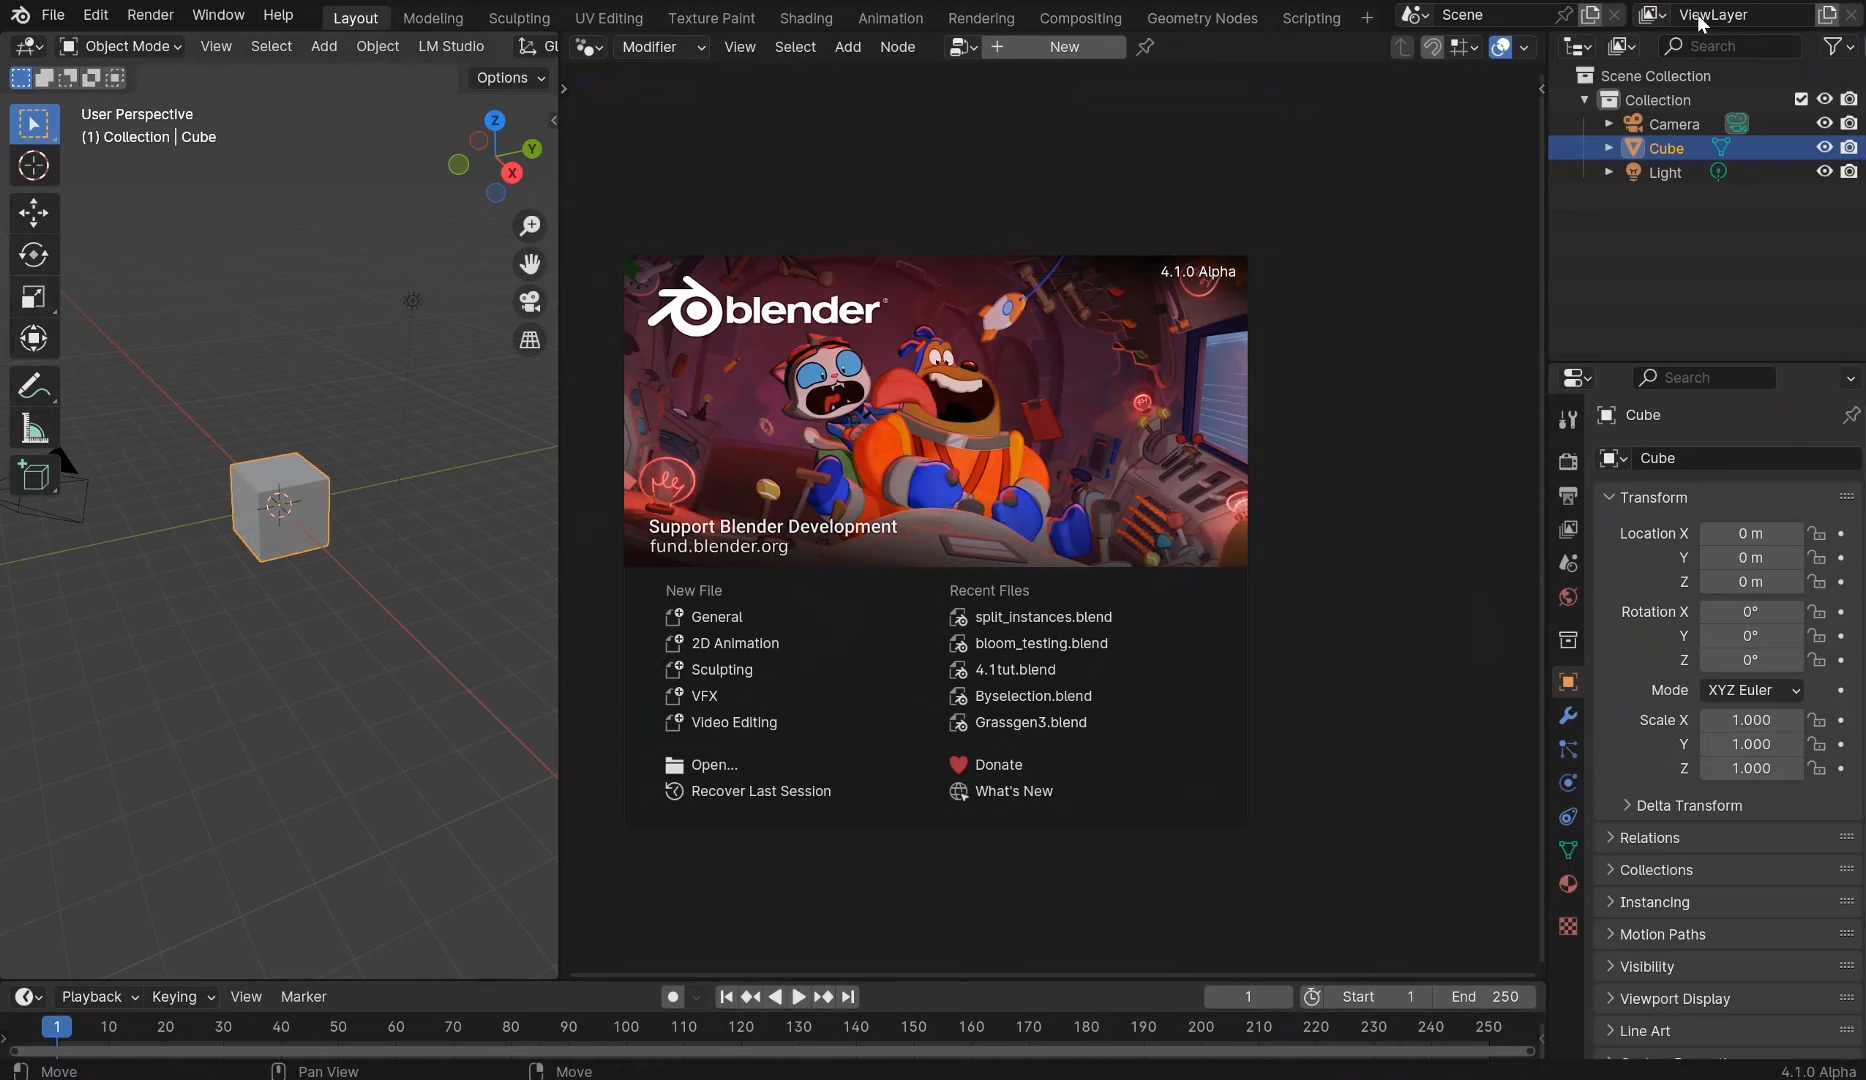 File Edit Render Window Help Layout Modeling Sculpting UV Editing Texture Paint Shading Animation Rendering Compositing Geometry Nodes Scripting + Scene ViewLayer
Object Mode View Select Add Object LM Studio Gl Modifier View Select Add Node New Search
Options
User Perspective
(1) Collection | Cube
Z
Y
X
Scene Collection
Collection
Camera
Cube
Light
4.1.0 Alpha
blender
Support Blender Development
fund.blender.org
New File
General
2D Animation
Sculpting
VFX
Video Editing
Open...
Recover Last Session
Recent Files
split_instances.blend
bloom_testing.blend
4.1tut.blend
Byselection.blend
Grassgen3.blend
Donate
What's New
Search
Cube
Cube
Transform
Location X 0 m
Y 0 m
Z 0 m
Rotation X 0°
Y 0°
Z 0°
Mode XYZ Euler
Scale X 1.000
Y 1.000
Z 1.000
Delta Transform
Relations
Collections
Instancing
Motion Paths
Visibility
Viewport Display
Line Art
Playback Keying View Marker 1 Start 1 End 250
1 10 20 30 40 50 60 70 80 90 100 110 120 130 140 150 160 170 180 190 200 210 220 230 240 250
Move Pan View Move 4.1.0 Alpha